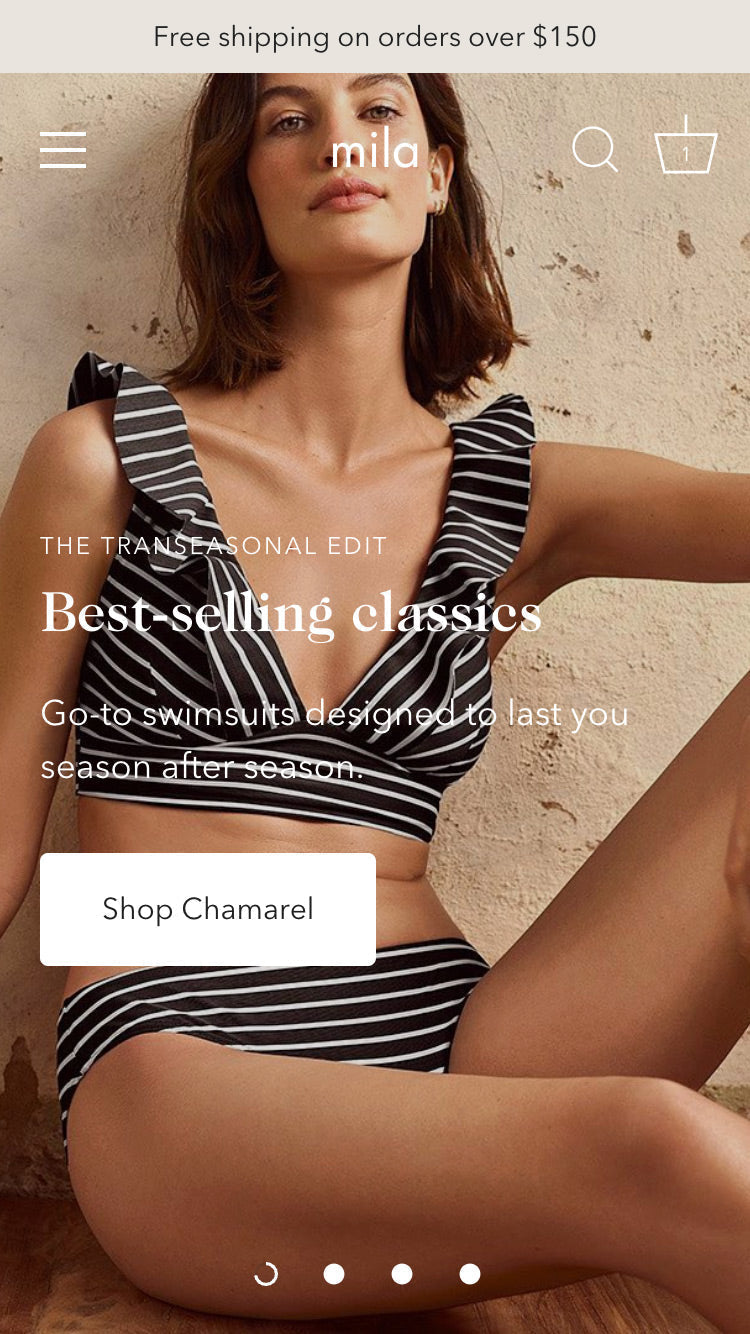 Free shipping on orders over $150
mila
1
THE TRANSEASONAL EDIT
Best-selling classics
Go-to swimsuits designed to last you
season after season.
Shop Chamarel